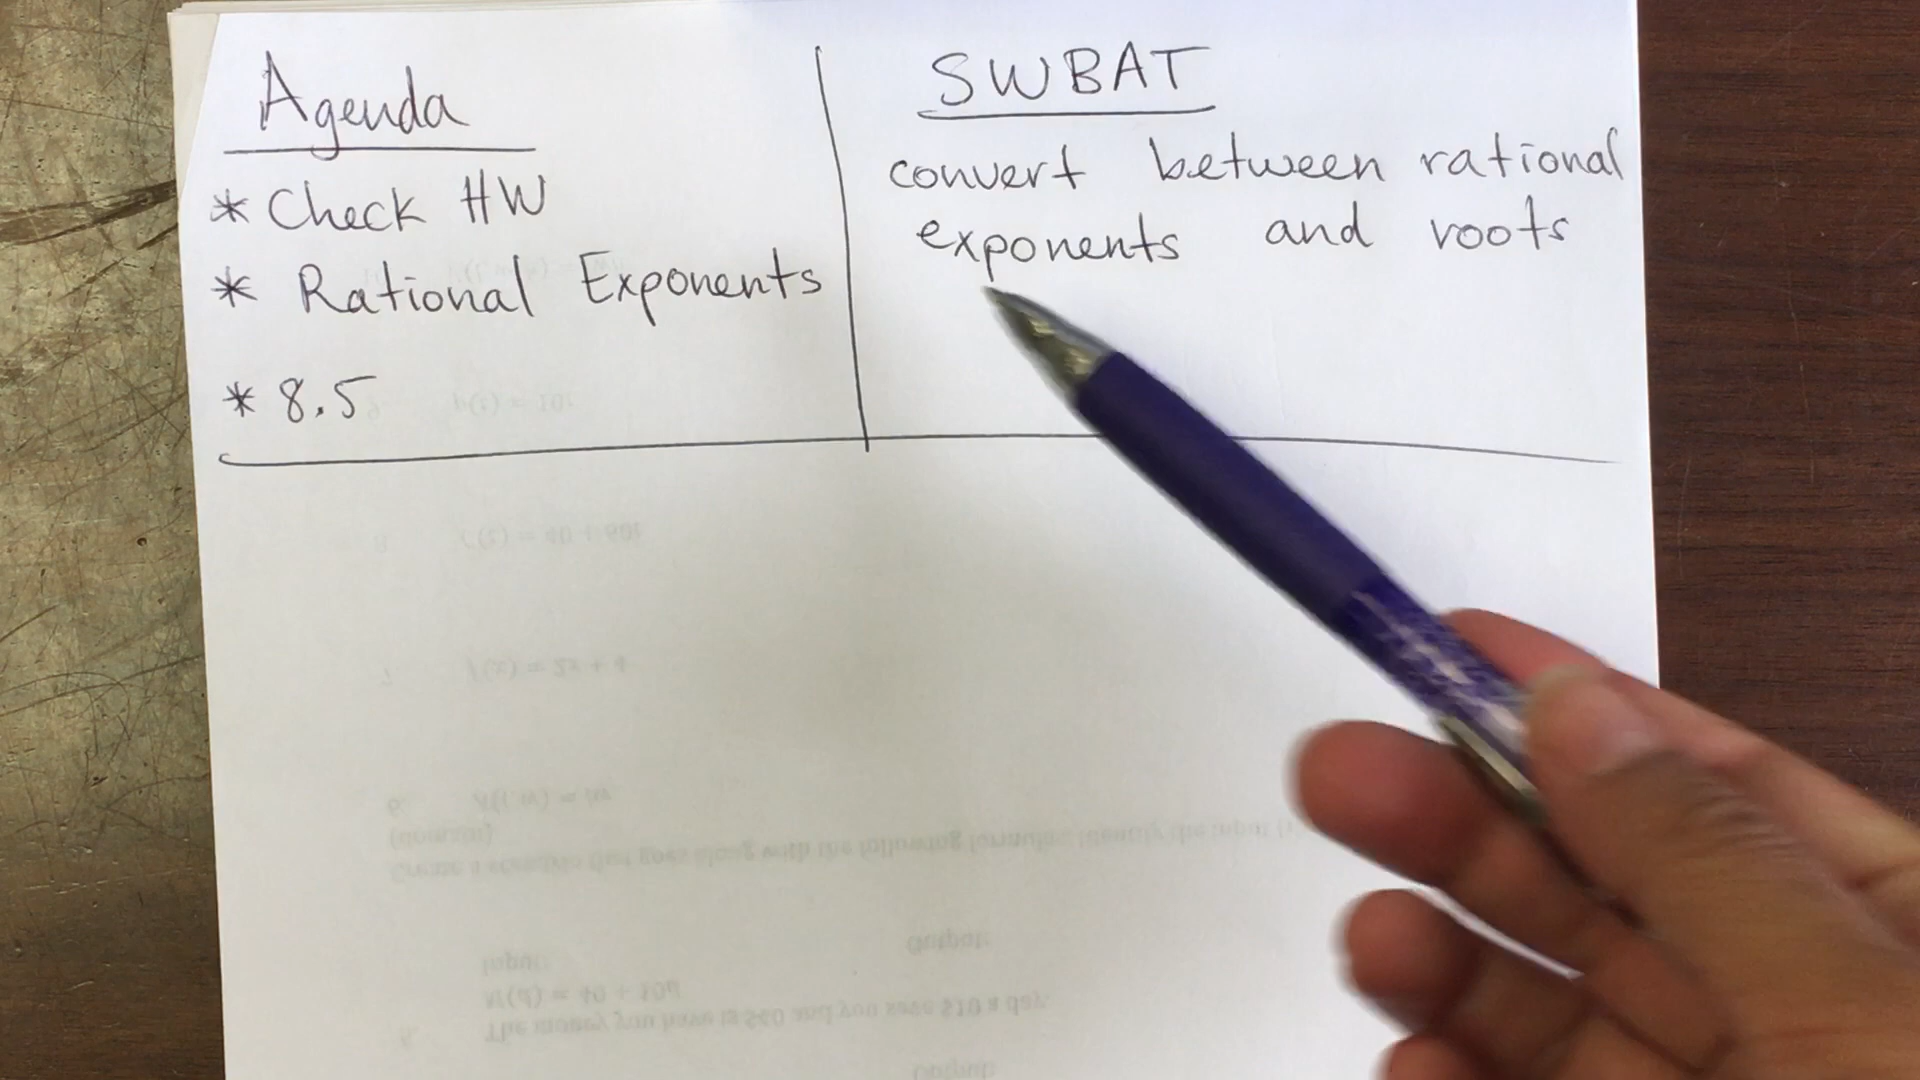 Agenda
* Check HW
* Rational Exponents
* 8.5
SWBAT
convert between rational
exponents and roots